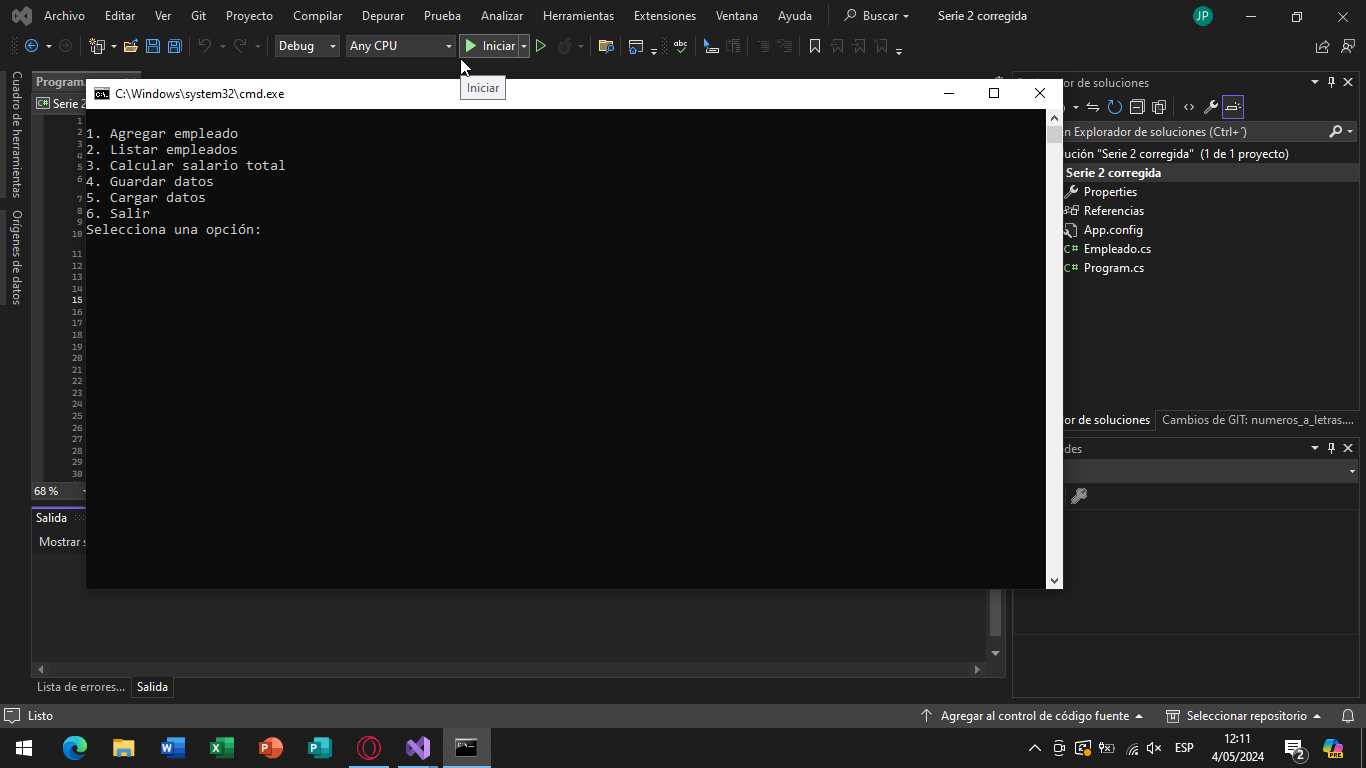 Archivo Editar Ver Git Proyecto Compilar Depurar Prueba Analizar Herramientas Extensiones Ventana Ayuda Buscar Serie 2 corregida JP
Debug Any CPU Iniciar
Iniciar
Cuadro de herramientas
Orígenes de datos
Program
Serie 2
C:\Windows\system32\cmd.exe
1. Agregar empleado
2. Listar empleados
3. Calcular salario total
4. Guardar datos
5. Cargar datos
6. Salir
Selecciona una opción:
1
2
3
4
5
6
7
8
9
10
11
12
13
14
15
16
17
18
19
20
21
22
23
24
25
26
27
28
29
30
68 %
or de soluciones
en Explorador de soluciones (Ctrl+´)
ución "Serie 2 corregida" (1 de 1 proyecto)
Serie 2 corregida
Properties
Referencias
App.config
C# Empleado.cs
C# Program.cs
or de soluciones Cambios de GIT: numeros_a_letras....
des
Salida
Mostrar s
Lista de errores... Salida
Listo
Agregar al control de código fuente Seleccionar repositorio
ESP
12:11
4/05/2024
2
PRE